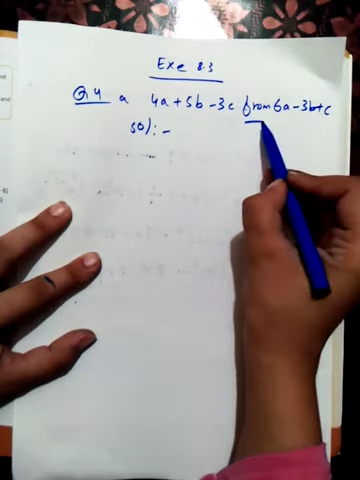 Exe 8.3
Q.4 a 4a + 5b - 3c from 6a - 3b + c
Sol:-